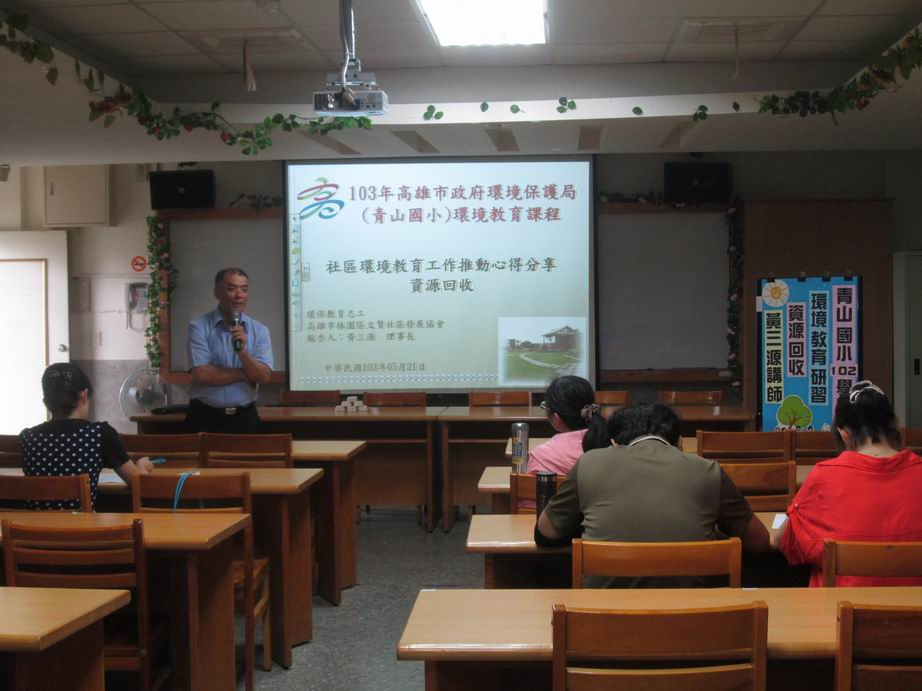 103年高雄市政府環境保護局
(青山國小)環境教育課程
社區環境教育工作推動心得分享
資源回收
環保教育志工
高雄市林園區文賢社區發展協會
報告人：黃三源 理事長
中華民國103年05月21日
青山國小102學
環境教育研習
資源回收
黃三源講師